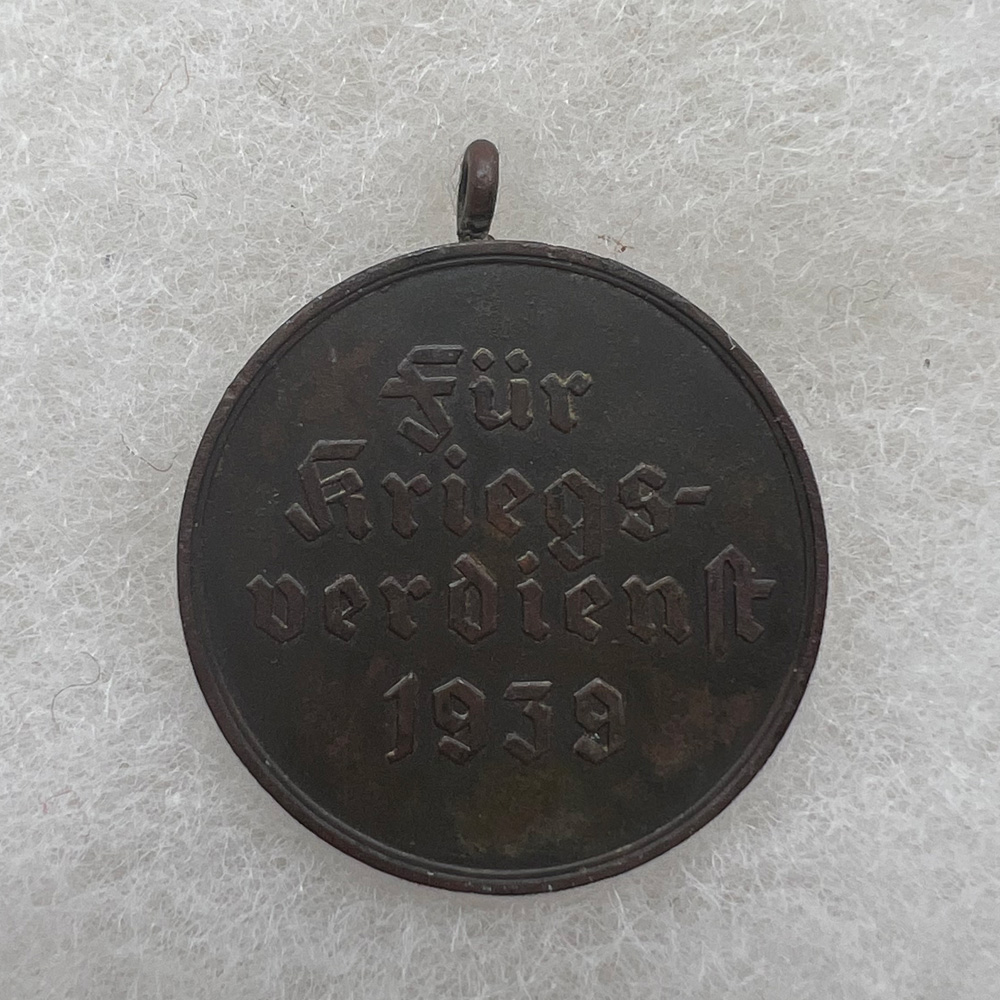 Für
Kriegs-
verdienſt
1939